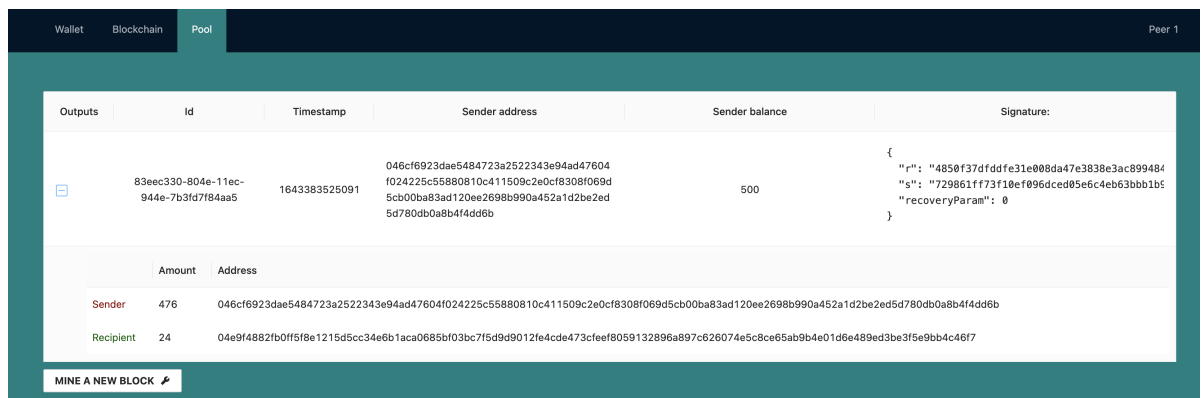 Wallet Blockchain Pool Peer 1
Outputs Id Timestamp Sender address Sender balance Signature:
83eec330-804e-11ec-
944e-7b3fd7f84aa5
1643383525091
046cf6923dae5484723a2522343e94ad47604
f024225c55880810c411509c2e0cf8308f069d
5cb00ba83ad120ee2698b990a452a1d2be2ed
5d780db0a8b4f4dd6b
500
{
"r": "4850f37dfddfe31e008da47e3838e3ac899484
"s": "729861ff73f10ef096dced05e6c4eb63bbb1b9
"recoveryParam": 0
}
Amount Address
Sender 476 046cf6923dae5484723a2522343e94ad47604f024225c55880810c411509c2e0cf8308f069d5cb00ba83ad120ee2698b990a452a1d2be2ed5d780db0a8b4f4dd6b
Recipient 24 04e9f4882fb0ff5f8e1215d5cc34e6b1aca0685bf03bc7f5d9d9012fe4cde473cfeef8059132896a897c626074e5c8ce65ab9b4e01d6e489ed3be3f5e9bb4c46f7
MINE A NEW BLOCK